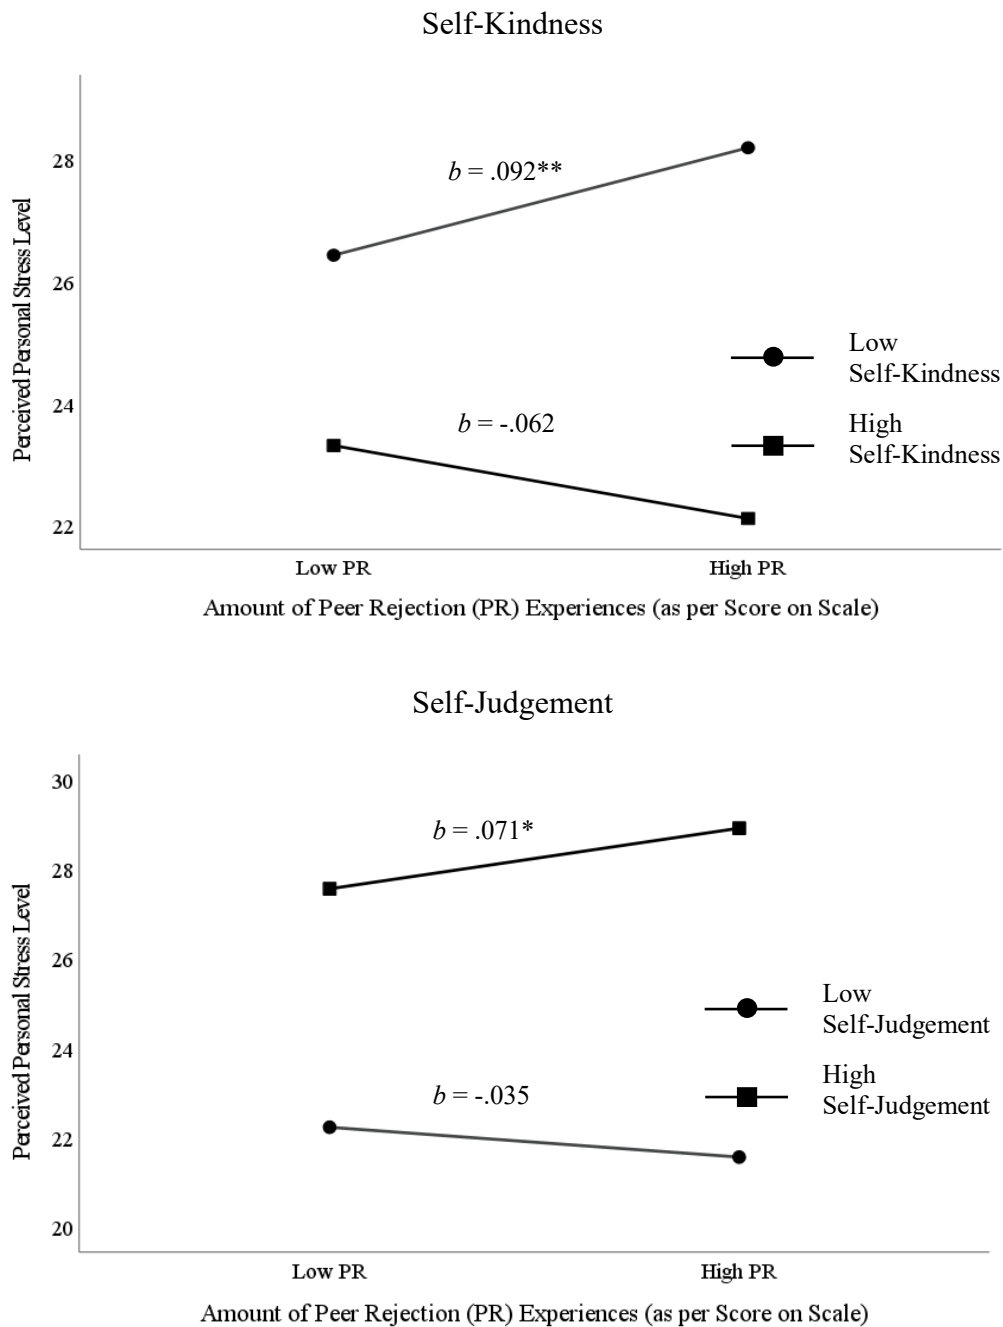 Self-Kindness
28
26
24
22
Perceived Personal Stress Level
b = .092**
b = -.062
Low
Self-Kindness
High
Self-Kindness
Low PR
High PR
Amount of Peer Rejection (PR) Experiences (as per Score on Scale)
Self-Judgement
30
28
26
24
22
20
Perceived Personal Stress Level
b = .071*
b = -.035
Low
Self-Judgement
High
Self-Judgement
Low PR
High PR
Amount of Peer Rejection (PR) Experiences (as per Score on Scale)